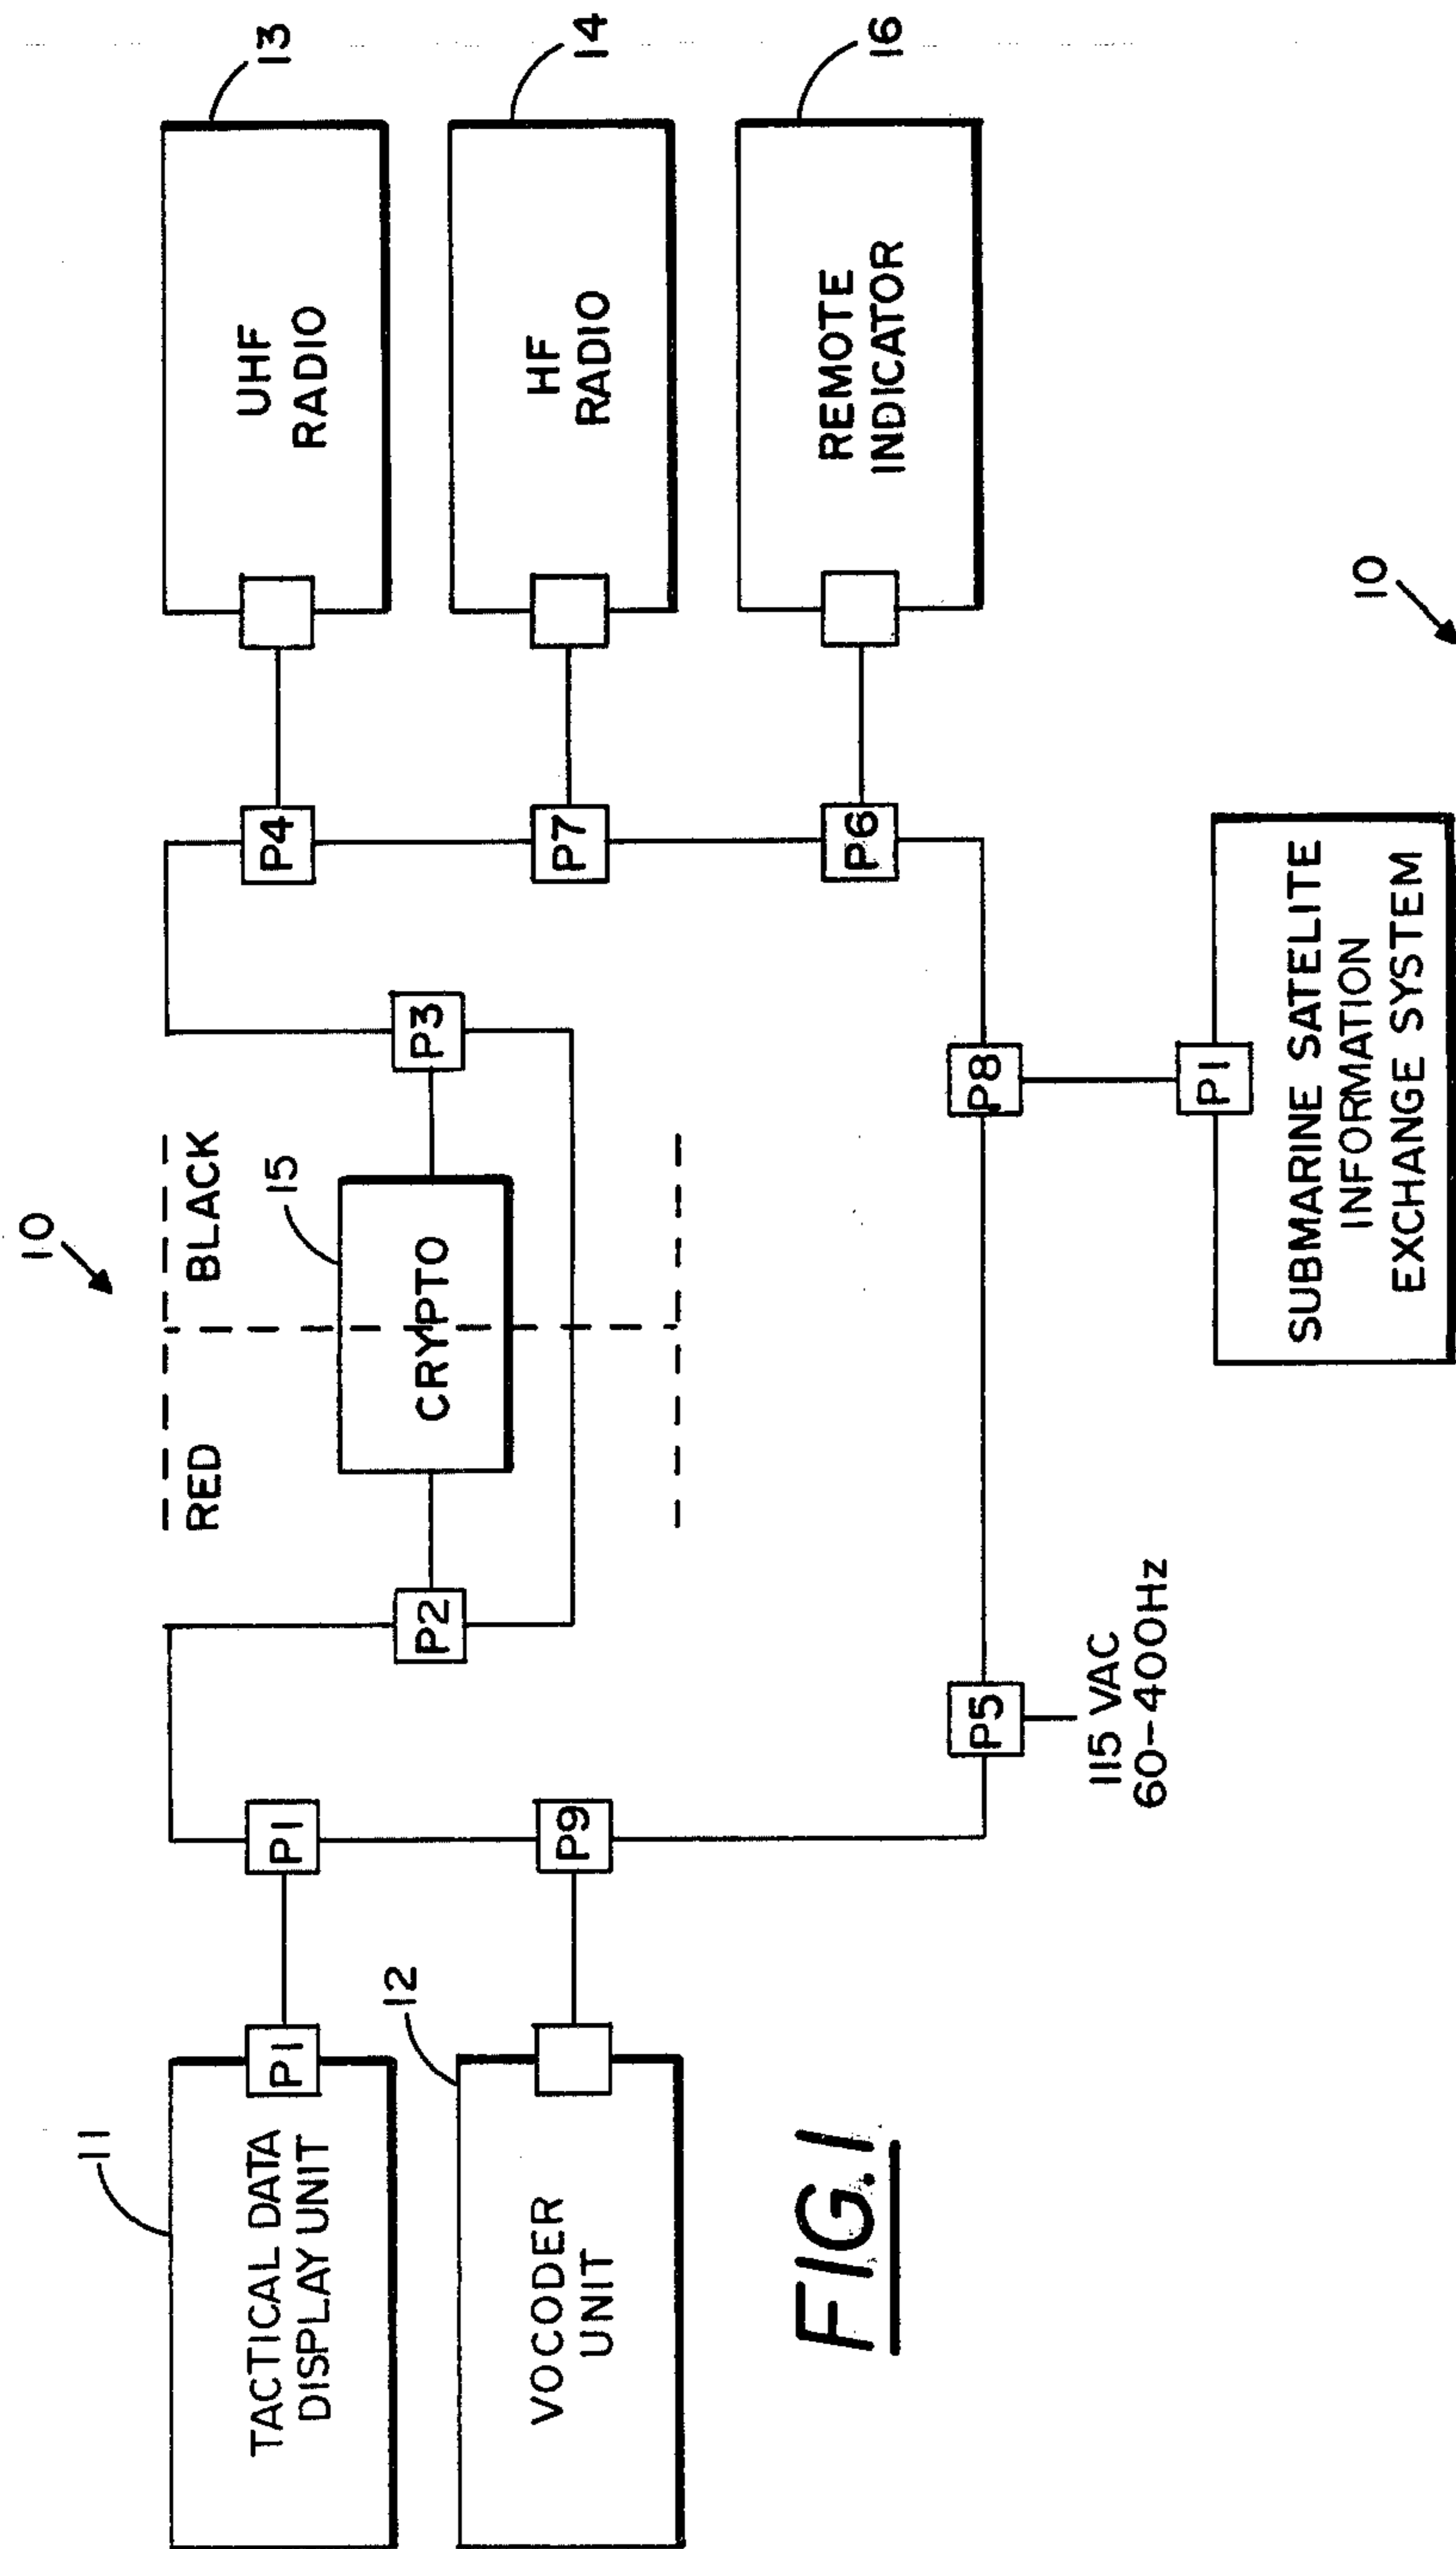 10
RED
BLACK
11
TACTICAL DATA
DISPLAY UNIT
P1
P1
12
VOCODER
UNIT
P9
P2
15
CRYPTO
P3
P4
UHF
RADIO
13
P7
HF
RADIO
14
P6
REMOTE
INDICATOR
16
P5
115 VAC
60-400Hz
P8
P1
SUBMARINE SATELITE
INFORMATION
EXCHANGE SYSTEM
10
FIG. 1